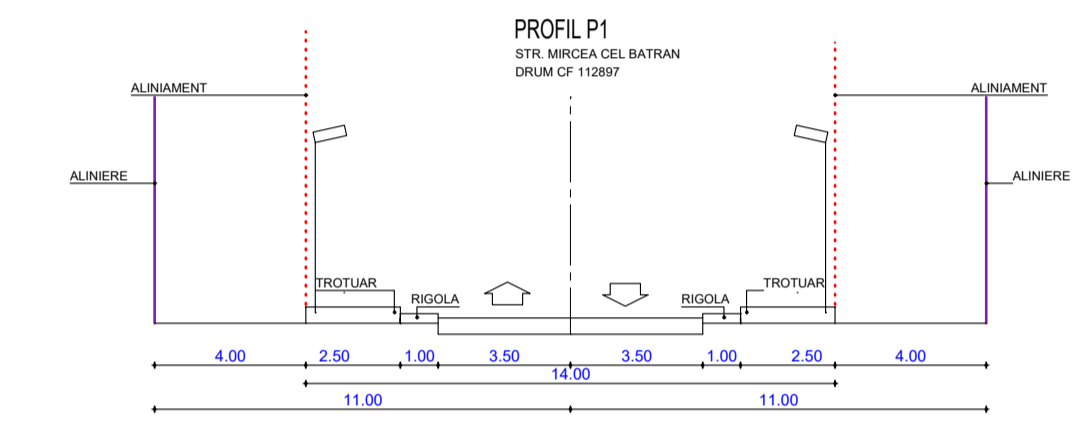 PROFIL P1
STR. MIRCEA CEL BATRAN
DRUM CF 112897
ALINIAMENT
ALINIAMENT
ALINIERE
ALINIERE
TROTUAR
TROTUAR
RIGOLA
RIGOLA
4.00 2.50 1.00 3.50 3.50 1.00 2.50 4.00
14.00
11.00 11.00